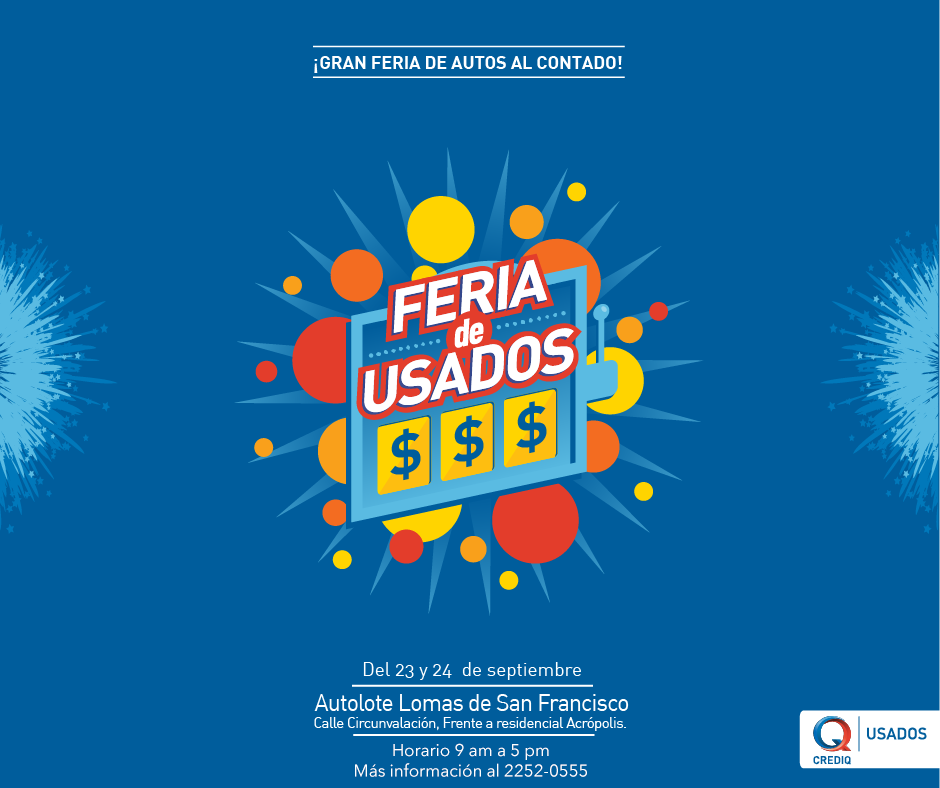 ¡GRAN FERIA DE AUTOS AL CONTADO!
FERIA
de
USADOS
$ $ $
Del 23 y 24 de septiembre
Autolote Lomas de San Francisco
Calle Circunvalación, Frente a residencial Acrópolis.
Horario 9 am a 5 pm
Más información al 2252-0555
USADOS
CREDIQ